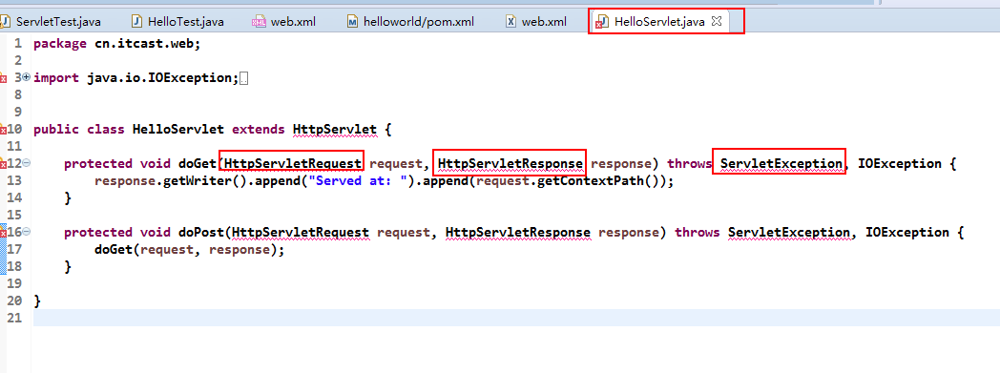 ServletTest.java HelloTest.java web.xml helloworld/pom.xml web.xml HelloServlet.java
1 package cn.itcast.web;
2
3 import java.io.IOException;
8
9
10 public class HelloServlet extends HttpServlet {
11
12 protected void doGet(HttpServletRequest request, HttpServletResponse response) throws ServletException, IOException {
13 response.getWriter().append("Served at: ").append(request.getContextPath());
14 }
15
16 protected void doPost(HttpServletRequest request, HttpServletResponse response) throws ServletException, IOException {
17 doGet(request, response);
18 }
19
20 }
21